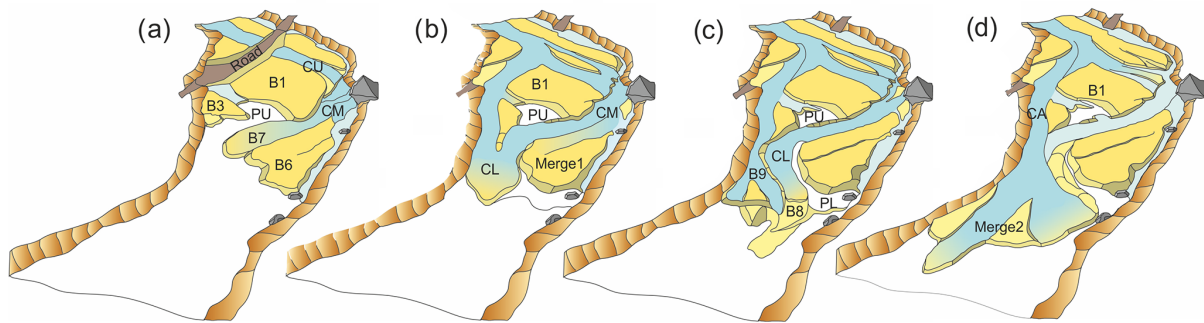 (a)
Road
CU
B1
B3
PU
CM
B7
B6
(b)
B1
PU
CM
CL
Merge1
(c)
PU
CL
B9
B8
PL
(d)
B1
CA
Merge2